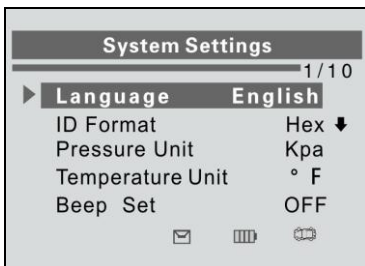 System Settings
1/10
Language English
ID Format Hex
Pressure Unit Kpa
Temperature Unit ° F
Beep Set OFF